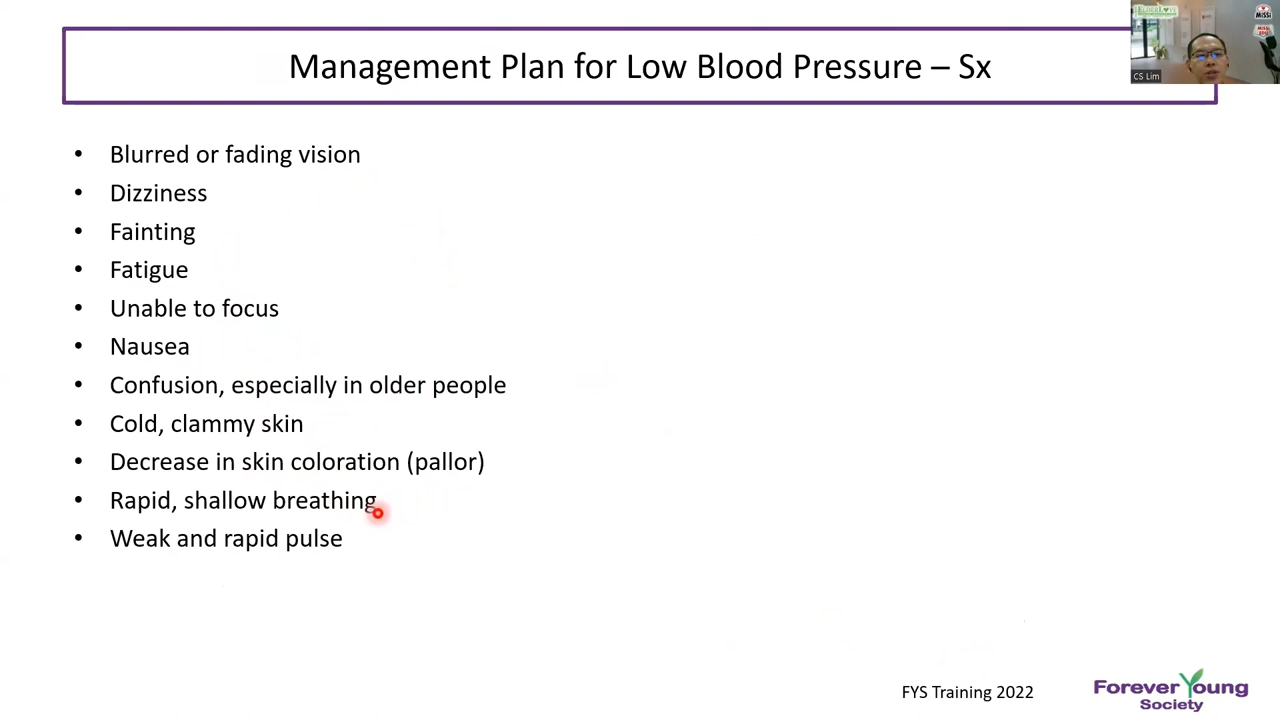 Management Plan for Low Blood Pressure – Sx
ELDERLOVE
MiSSi
CS Lim
• Blurred or fading vision
• Dizziness
• Fainting
• Fatigue
• Unable to focus
• Nausea
• Confusion, especially in older people
• Cold, clammy skin
• Decrease in skin coloration (pallor)
• Rapid, shallow breathing
• Weak and rapid pulse
FYS Training 2022
Forever Young
Society